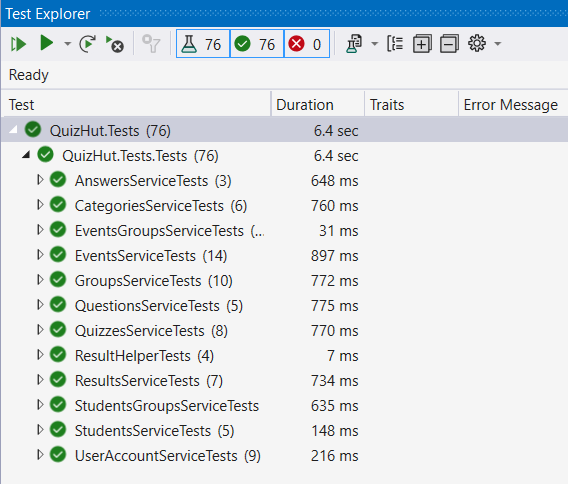 Test Explorer
76 76 0
Ready
Test Duration Traits Error Message
QuizHut.Tests (76) 6.4 sec
QuizHut.Tests.Tests (76) 6.4 sec
AnswersServiceTests (3) 648 ms
CategoriesServiceTests (6) 760 ms
EventsGroupsServiceTests (... 31 ms
EventsServiceTests (14) 897 ms
GroupsServiceTests (10) 772 ms
QuestionsServiceTests (5) 775 ms
QuizzesServiceTests (8) 770 ms
ResultHelperTests (4) 7 ms
ResultsServiceTests (7) 734 ms
StudentsGroupsServiceTests 635 ms
StudentsServiceTests (5) 148 ms
UserAccountServiceTests (9) 216 ms